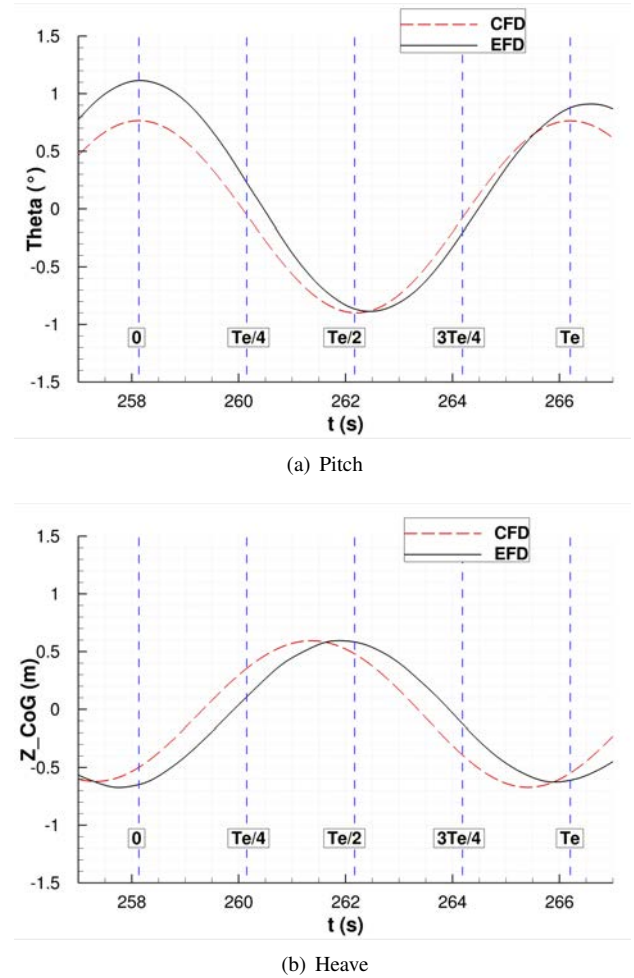 CFD
EFD
1.5
1
0.5
0
-0.5
-1
-1.5
Theta (°)
0 Te/4 Te/2 3Te/4 Te
258 260 262 264 266
t (s)
(a) Pitch
CFD
EFD
1.5
1
0.5
0
-0.5
-1
-1.5
Z_CoG (m)
0 Te/4 Te/2 3Te/4 Te
258 260 262 264 266
t (s)
(b) Heave